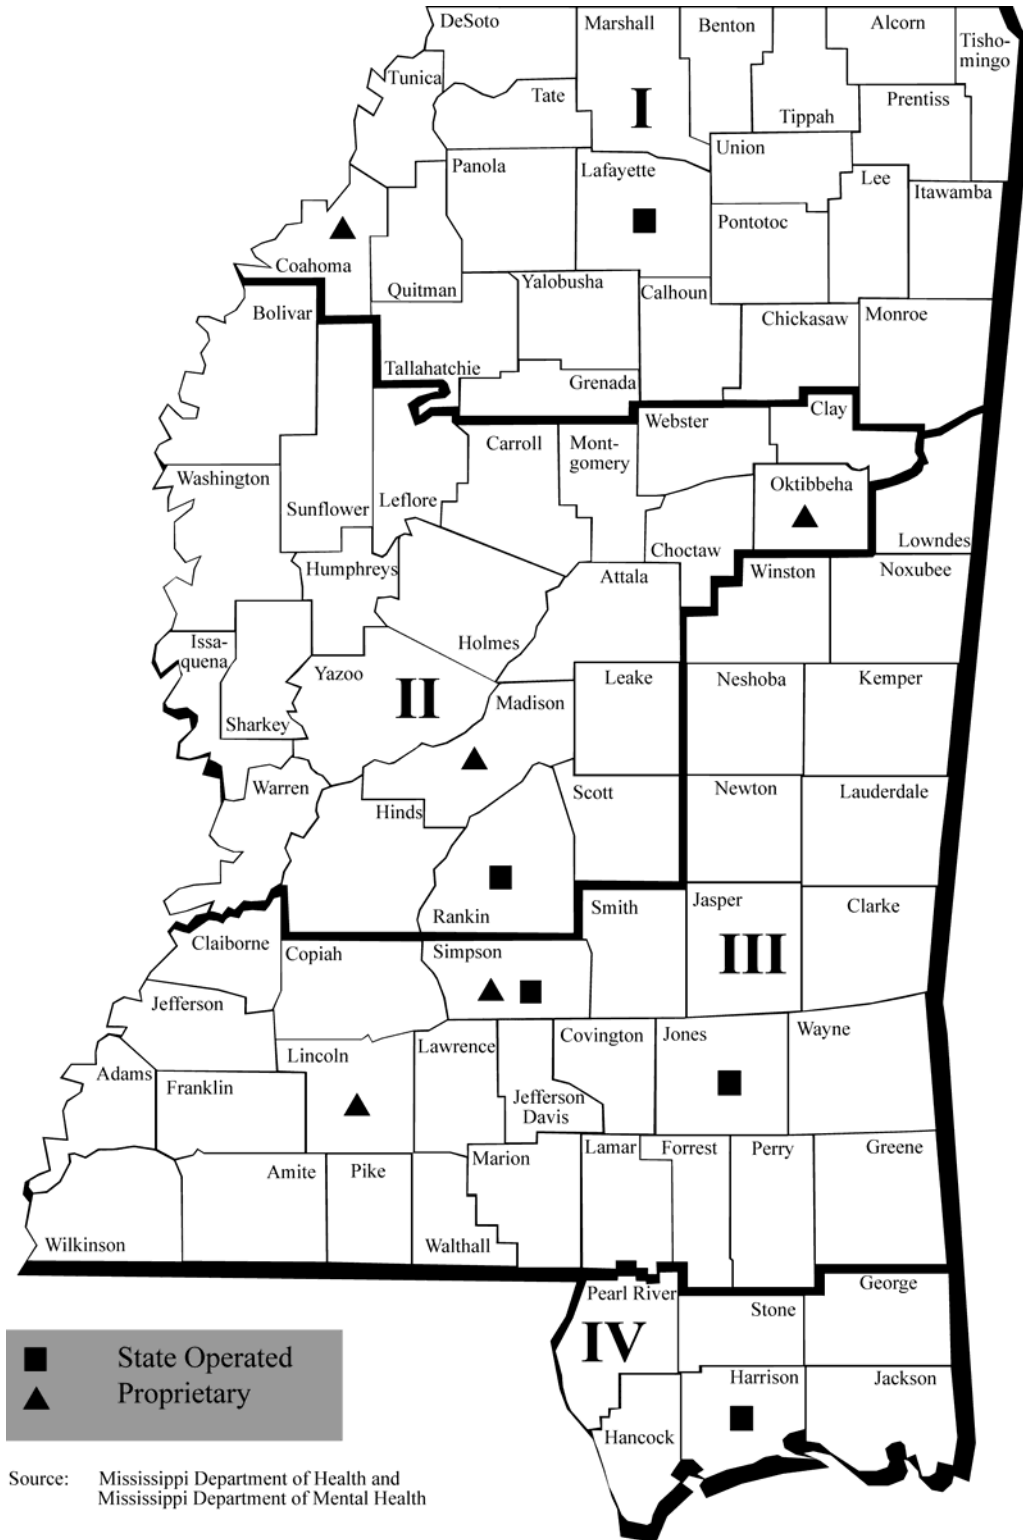 DeSoto
Marshall
Benton
Alcorn
Tisho-
mingo
Tunica
Tate
I
Tippah
Prentiss
Union
Panola
Lafayette
Lee
Itawamba
Pontotoc
Coahoma
Quitman
Yalobusha
Calhoun
Bolivar
Chickasaw
Monroe
Tallahatchie
Grenada
Webster
Clay
Carroll
Mont-
gomery
Washington
Sunflower
Leflore
Oktibbeha
Choctaw
Lowndes
Humphreys
Attala
Winston
Noxubee
Issa-
quena
Holmes
Yazoo
II
Leake
Neshoba
Kemper
Madison
Sharkey
Warren
Hinds
Scott
Newton
Lauderdale
Rankin
Smith
Jasper
Clarke
Claiborne
Copiah
Simpson
III
Jefferson
Lincoln
Lawrence
Covington
Jones
Wayne
Adams
Franklin
Jefferson
Davis
Amite
Pike
Marion
Lamar
Forrest
Perry
Greene
Wilkinson
Walthall
Pearl River
George
Stone
IV
Harrison
Jackson
Hancock
State Operated
Proprietary
Source: Mississippi Department of Health and
Mississippi Department of Mental Health